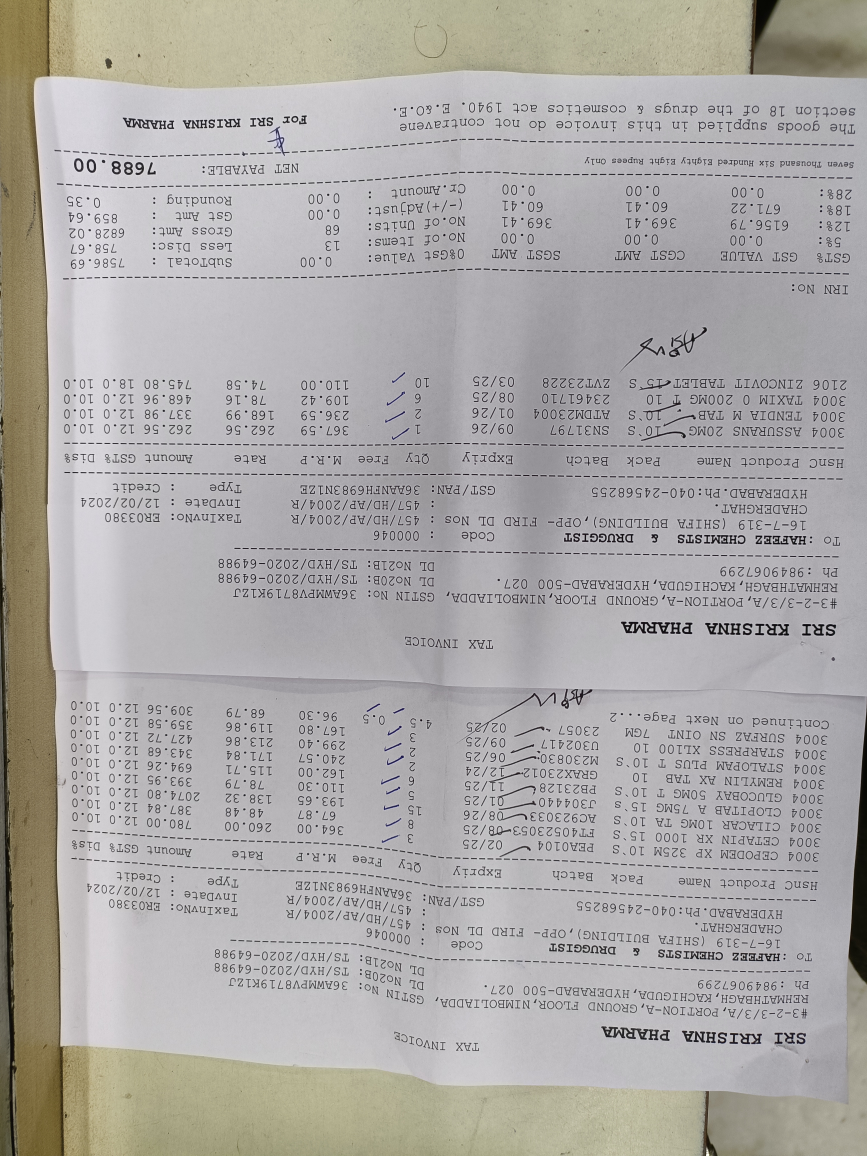 TAX INVOICE
SRI KRISHNA PHARMA
#3-2-3/3/A, PORTION-A, GROUND FLOOR, NIMBOLIADDA, GSTIN No: 36AWMPV8719K1ZJ
REHMATHBAGH, KACHIGUDA, HYDERABAD-500 027. DL No20B: TS/HYD/2020-64988
Ph :9849067299 DL No21B: TS/HYD/2020-64988
To :HAFEEZ CHEMISTS & DRUGGIST Code : 000046
16-7-319 (SHIFA BUILDING), OPP- FIRD DL Nos : 457/HD/AP/2004/R TaxInvNo: ER03380
CHADERGHAT. : 457/HD/AP/2004/R InvDate : 12/02/2024
HYDERABAD.Ph:040-24568255 GST/PAN: 36AANFH6983N1ZE Type : Credit
HsnC Product Name Pack Batch Expriy Qty Free M.R.P Rate Amount GST% Dis%
3004 CEPODEM XP 325M 10`S PEA0104 02/25 3 364.00 260.00 780.00 12.0 10.0
3004 CETAPIN XR 1000 15`S FT4052023053 08/25 8 67.87 48.48 387.84 12.0 10.0
3004 CILACAR 10MG TA 10`S 08/26 15 193.65 138.32 2074.80 12.0 10.0
3004 CLOPITAB A 75MG 15`s J304440 01/25 5 110.30 78.79 393.95 12.0 10.0
3004 GLUCOBAY 50MG T 10`S PB23128 11/25 6 162.00 115.71 694.26 12.0 10.0
3004 REMYLIN AX TAB 10 GRAX23012 12/24 2 240.57 171.84 343.68 12.0 10.0
3004 STALOPAM PLUS T 10`S M230830 06/25 2 299.40 213.86 427.72 12.0 10.0
3004 STARPRESS XL100 10 U302417 09/25 3 167.80 119.86 359.58 12.0 10.0
3004 SURFAZ SN OINT 7GM 23057 02/25 4.5 0.5 96.30 68.79 309.56 12.0 10.0
Continued on Next Page...2
TAX INVOICE
SRI KRISHNA PHARMA
#3-2-3/3/A, PORTION-A, GROUND FLOOR, NIMBOLIADDA, GSTIN No: 36AWMPV8719K1ZJ
REHMATHBAGH, KACHIGUDA, HYDERABAD-500 027. DL No20B: TS/HYD/2020-64988
Ph :9849067299 DL No21B: TS/HYD/2020-64988
To :HAFEEZ CHEMISTS & DRUGGIST Code : 000046
16-7-319 (SHIFA BUILDING), OPP- FIRD DL Nos : 457/HD/AP/2004/R TaxInvNo: ER03380
CHADERGHAT. : 457/HD/AP/2004/R InvDate : 12/02/2024
HYDERABAD.Ph:040-24568255 GST/PAN: 36AANFH6983N1ZE Type : Credit
HsnC Product Name Pack Batch Expriy Qty Free M.R.P Rate Amount GST% Dis%
3004 ASSURANS 20MG 10`S SN31797 09/26 1 367.59 262.56 262.56 12.0 10.0
3004 TENDIA M TAB 10`S ATDM23004 01/26 2 236.59 168.99 337.98 12.0 10.0
3004 TAXIM O 200MG T 10 23461710 08/25 6 109.42 78.16 468.96 12.0 10.0
2106 ZINCOVIT TABLET 15`S ZVT23228 03/25 10 110.00 74.58 745.80 18.0 10.0
IRN No:
GST% GST VALUE CGST AMT SGST AMT 0%Gst Value: 0.00 SubTotal : 7586.69
5%: 0.00 0.00 0.00 No.of Items: 13 Less Disc: 758.67
12%: 6156.79 369.41 369.41 No.of Units: 68 Gross Amt: 6828.02
18%: 671.22 60.41 60.41 (-/+)Adjust: 0.00 Gst Amt : 859.64
28%: 0.00 0.00 0.00 Cr.Amount : 0.00 Rounding : 0.35
Seven Thousand Six Hundred Eighty Eight Rupees Only NET PAYABLE: 7688.00
The goods supplied in this invoice do not contravene
section 18 of the drugs & cosmetics act 1940. E.&O.E. For SRI KRISHNA PHARMA